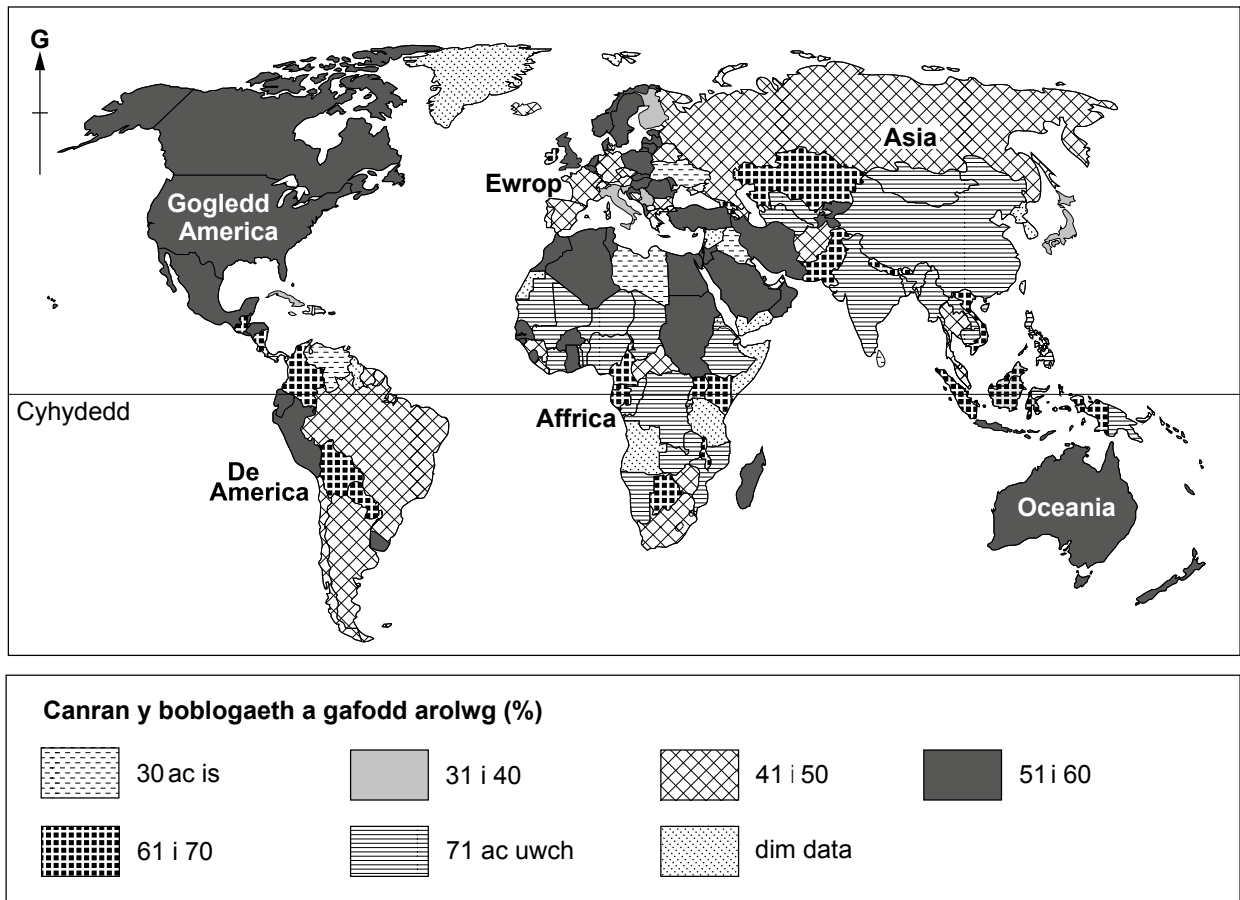 G
Asia
Ewrop
Gogledd
America
Cyhydedd
Affrica
De
America
Oceania
Canran y boblogaeth a gafodd arolwg (%)
30 ac is
31 i 40
41 i 50
51 i 60
61 i 70
71 ac uwch
dim data